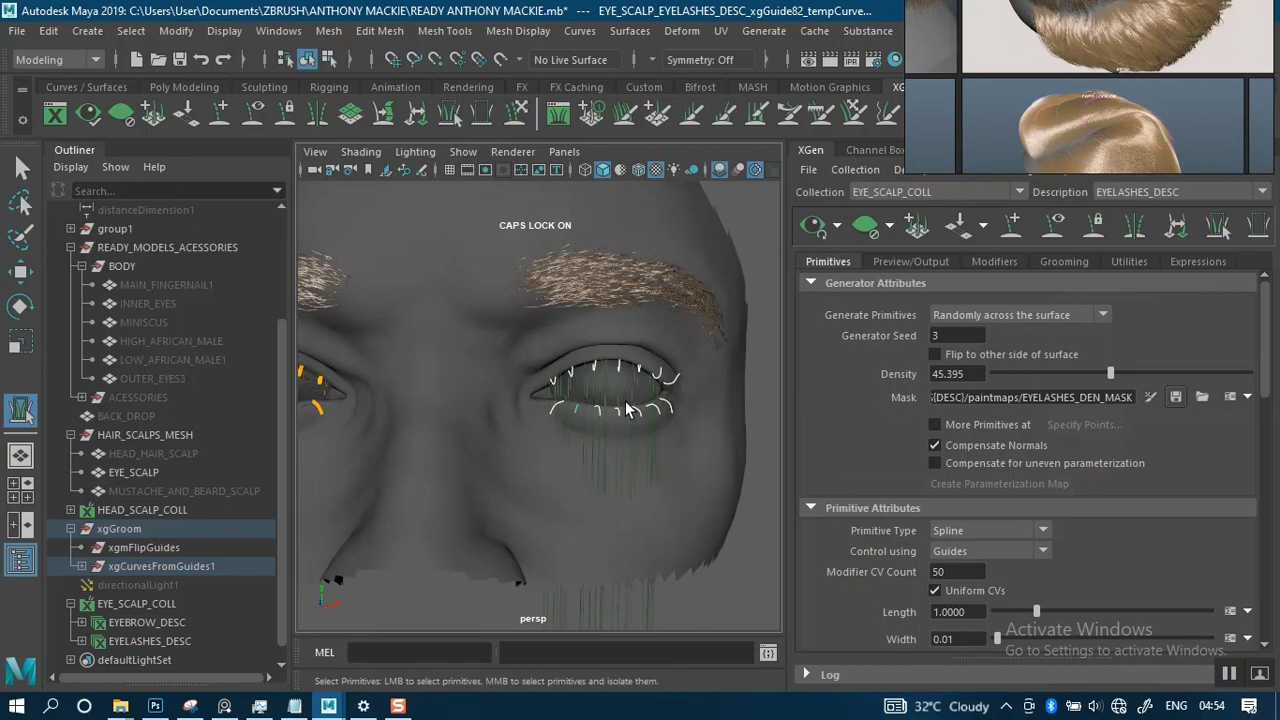 Autodesk Maya 2019: C:\Users\User\Documents\ZBRUSH\ANTHONY MACKIE\READY ANTHONY MACKIE.mb* --- EYE_SCALP_EYELASHES_DESC_xgGuide82_tempCurve...
File Edit Create Select Modify Display Windows Mesh Edit Mesh Mesh Tools Mesh Display Curves Surfaces Deform UV Generate Cache Substance
Modeling No Live Surface Symmetry: Off
Curves / Surfaces Poly Modeling Sculpting Rigging Animation Rendering FX FX Caching Custom Bifrost MASH Motion Graphics
Outliner
Display Show Help
Search...
distanceDimension1
group1
READY_MODELS_ACESSORIES
BODY
MAIN_FINGERNAIL1
INNER_EYES
MINISCUS
HIGH_AFRICAN_MALE
LOW_AFRICAN_MALE1
OUTER_EYES3
ACESSORIES
BACK_DROP
HAIR_SCALPS_MESH
HEAD_HAIR_SCALP
EYE_SCALP
MUSTACHE_AND_BEARD_SCALP
HEAD_SCALP_COLL
xgGroom
xgmFlipGuides
xgCurvesFromGuides1
directionalLight1
EYE_SCALP_COLL
EYEBROW_DESC
EYELASHES_DESC
defaultLightSet
View Shading Lighting Show Renderer Panels
CAPS LOCK ON
persp
MEL
Select Primitives: LMB to select primitives. MMB to select primitives and isolate them.
XGen Channel Box
File Collection
Collection EYE_SCALP_COLL Description EYELASHES_DESC
Primitives Preview/Output Modifiers Grooming Utilities Expressions
Generator Attributes
Generate Primitives Randomly across the surface
Generator Seed 3
Flip to other side of surface
Density 45.395
Mask ${DESC}/paintmaps/EYELASHES_DEN_MASK
More Primitives at Specify Points...
Compensate Normals
Compensate for uneven parameterization
Create Parameterization Map
Primitive Attributes
Primitive Type Spline
Control using Guides
Modifier CV Count 50
Uniform CVs
Length 1.0000
Width 0.01
Activate Windows
Go to Settings to activate Windows.
Log
32°C Cloudy ENG 04:54